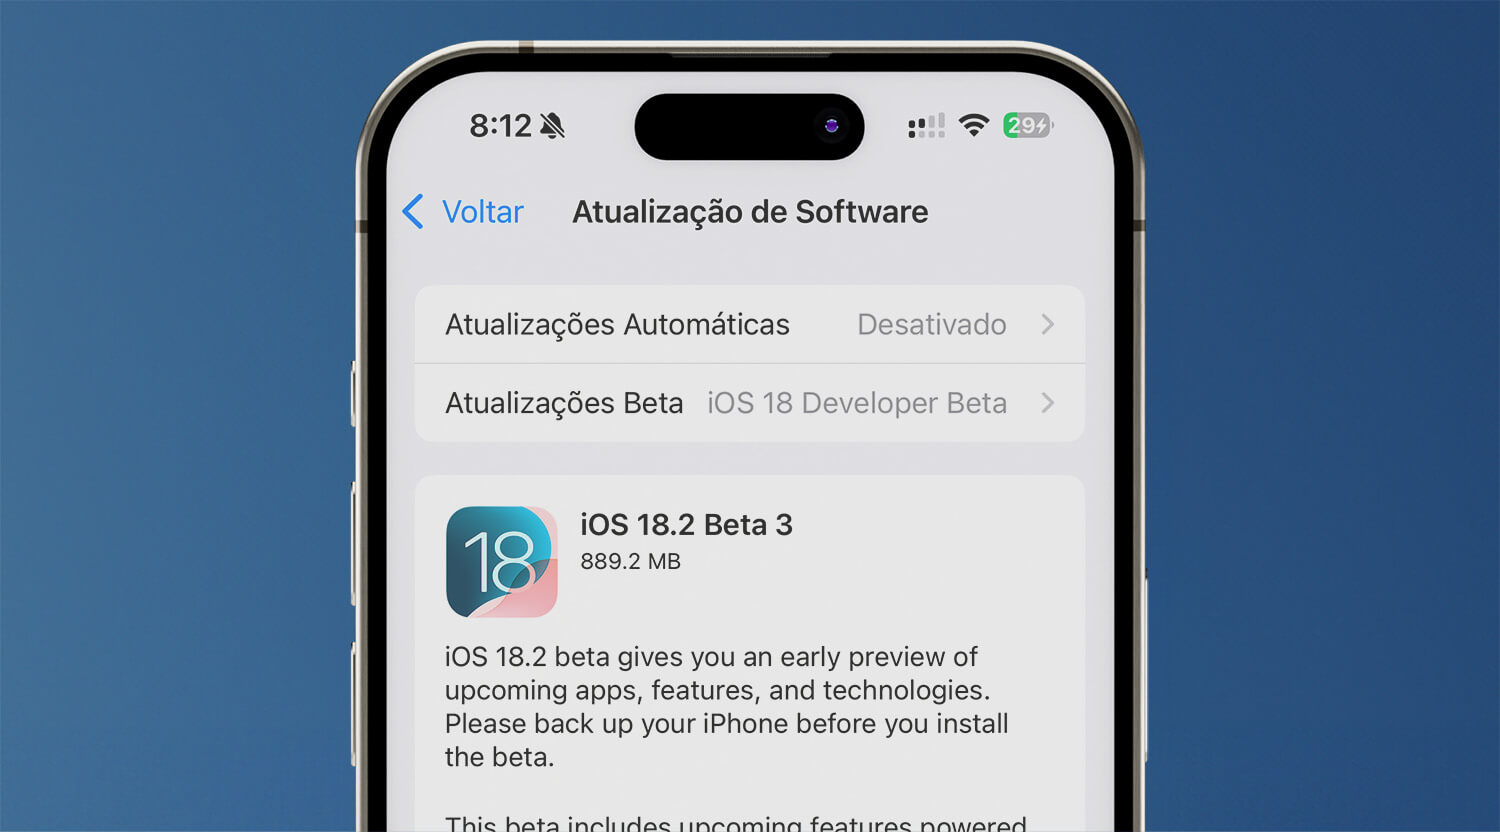 8:12
29
Voltar
Atualização de Software
Atualizações Automáticas Desativado
Atualizações Beta iOS 18 Developer Beta
18
iOS 18.2 Beta 3
889.2 MB
iOS 18.2 beta gives you an early preview of
upcoming apps, features, and technologies.
Please back up your iPhone before you install
the beta.
This beta includes upcoming features powered